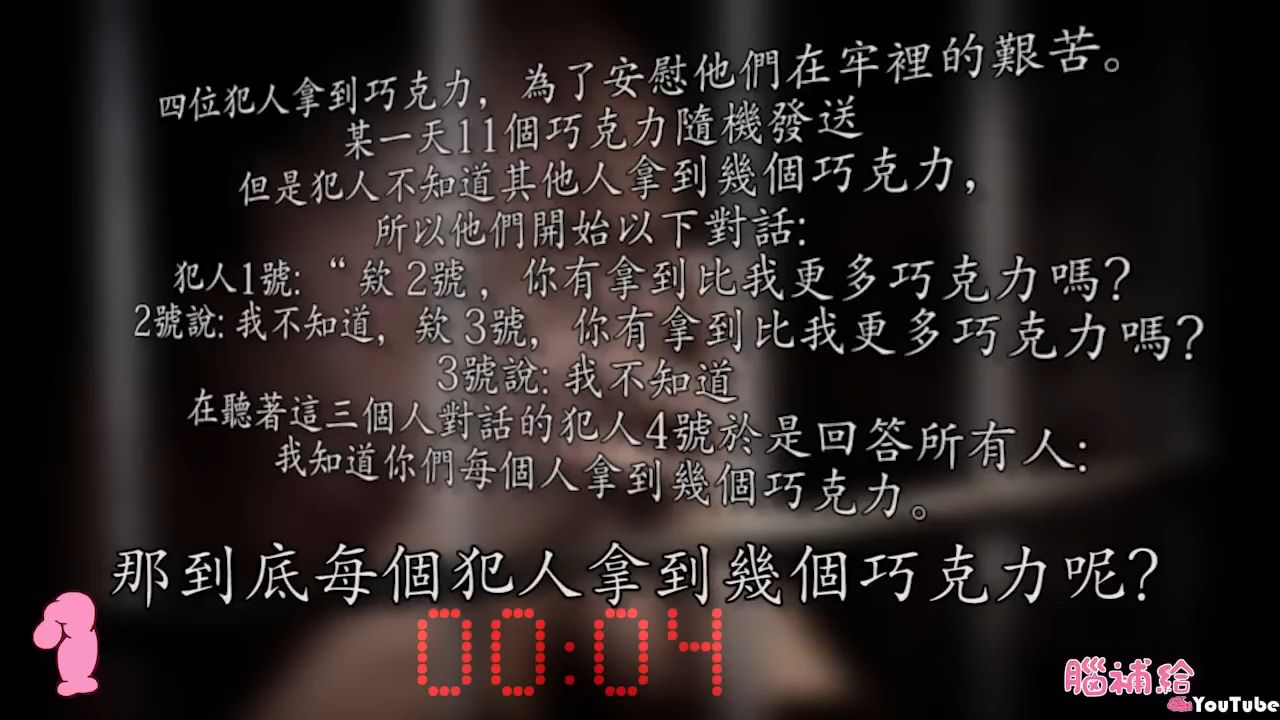 四位犯人拿到巧克力，為了安慰他們在牢裡的艱苦。
某一天11個巧克力隨機發送
但是犯人不知道其他人拿到幾個巧克力，
所以他們開始以下對話:
犯人1號: “ 欸 2號， 你有拿到比我更多巧克力嗎?
2號說: 我不知道， 欸 3號， 你有拿到比我更多巧克力嗎?
3號說: 我不知道
在聽著這三個人對話的犯人4號於是回答所有人:
我知道你們每個人拿到幾個巧克力。
那到底每個犯人拿到幾個巧克力呢?
00:04
腦補給
YouTube